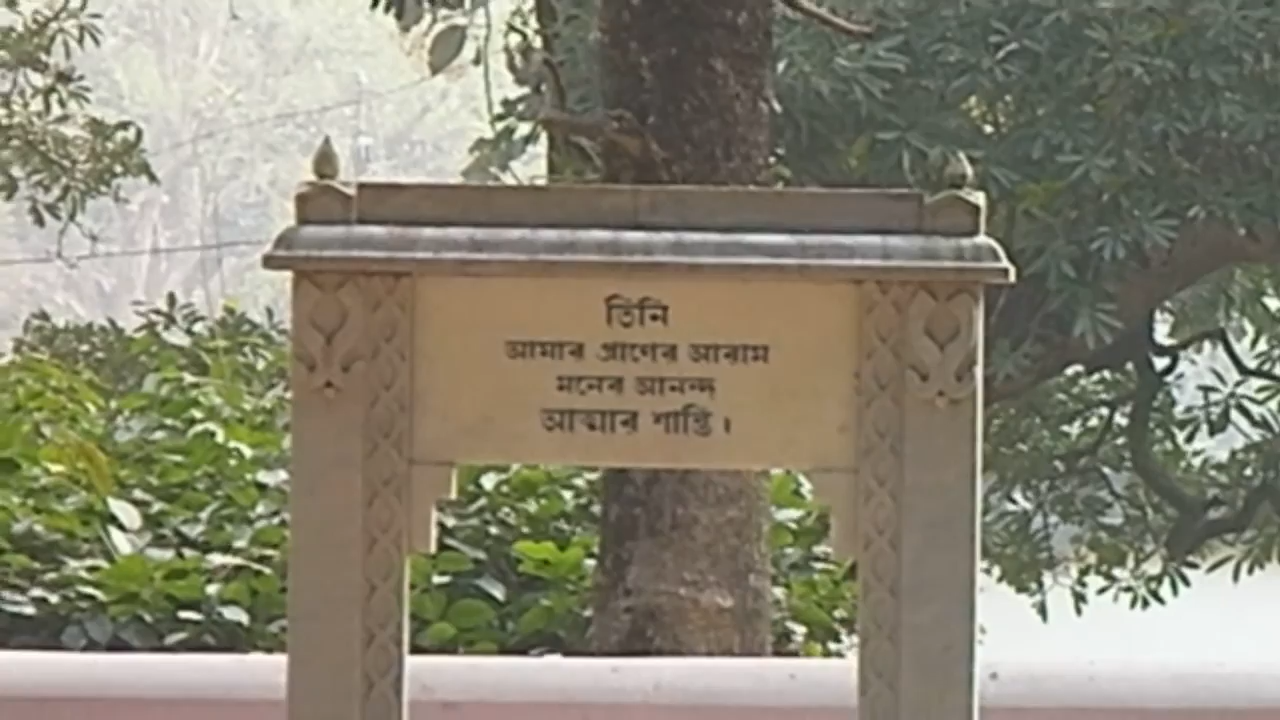 তিনি
আমার প্রাণের আরাম
মনের আনন্দ
আত্মার শান্তি।